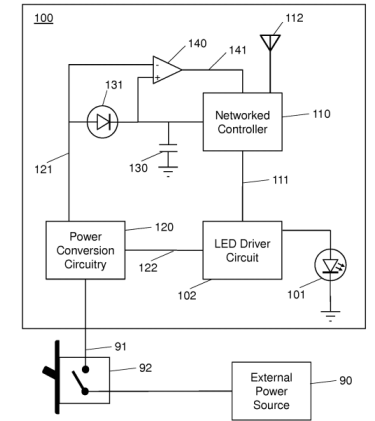 100
112
140
141
-
+
131
Networked
Controller
110
121
130
111
Power
Conversion
Circuitry
120
LED Driver
Circuit
122
102
101
91
92
External
Power
Source
90